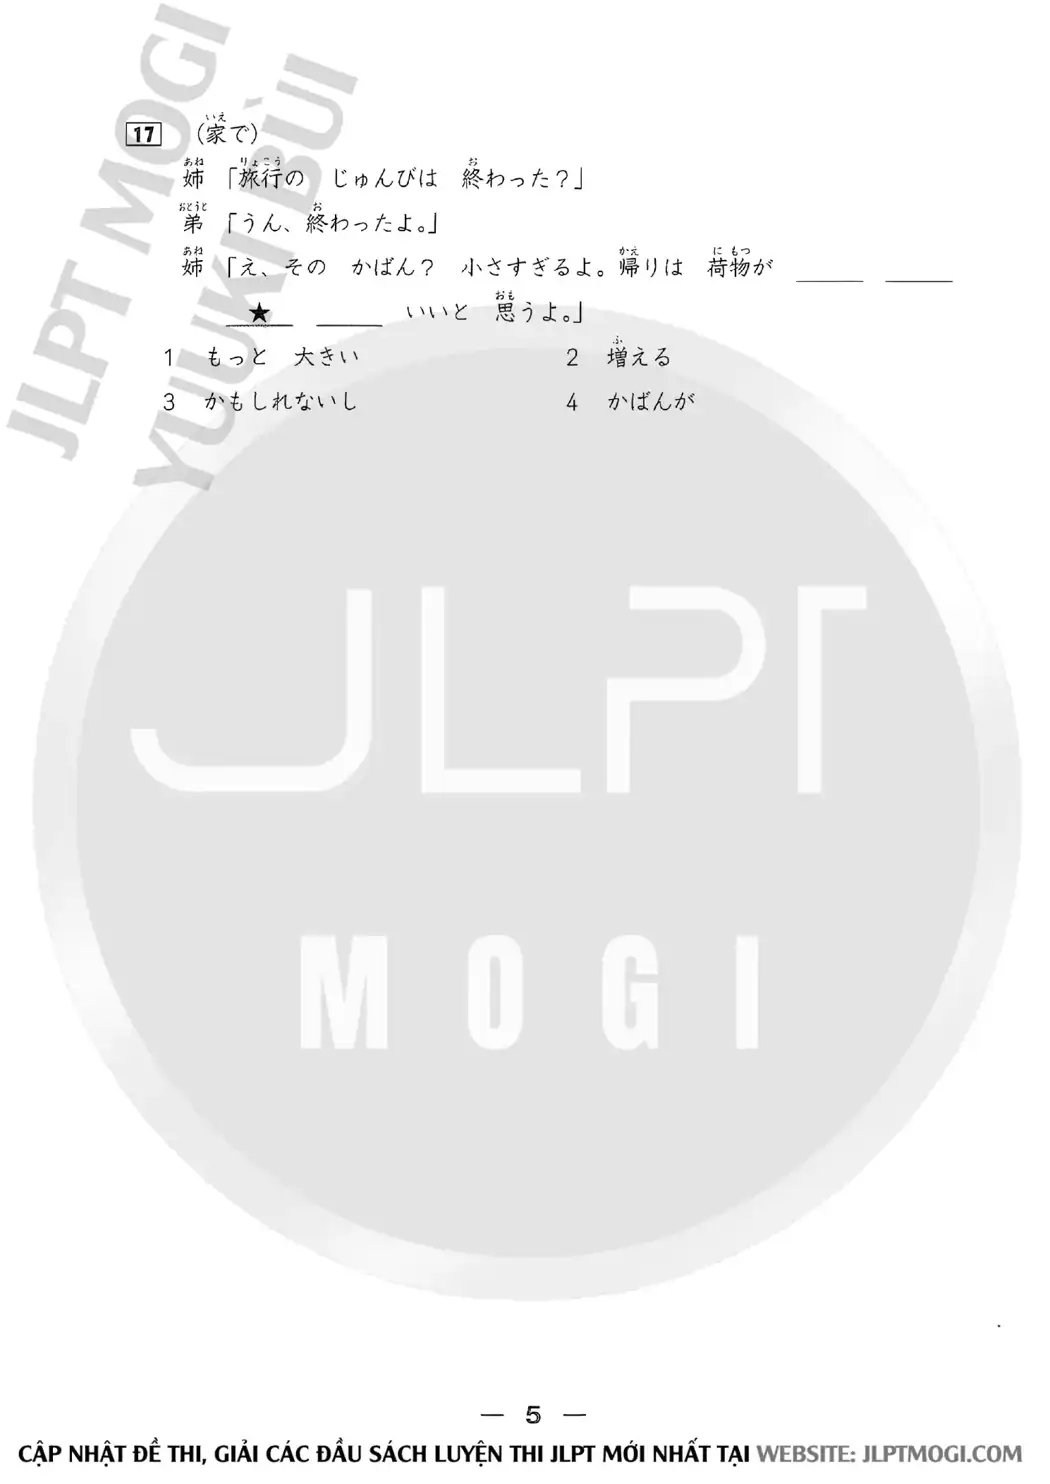 JLPT MOGI
YUUKI BÙI
17 （家で）
姉「旅行の じゅんびは 終わった？」
弟「うん、終わったよ。」
姉「え、その かばん？ 小さすぎるよ。帰りは 荷物が ＿＿＿ ＿＿＿
＿★＿ ＿＿＿ いいと 思うよ。」
1 もっと 大きい 2 増える
3 かもしれないし 4 かばんが
JLPT
MOGI
— 5 —
CẬP NHẬT ĐỀ THI, GIẢI CÁC ĐẦU SÁCH LUYỆN THI JLPT MỚI NHẤT TẠI WEBSITE: JLPTMOGI.COM